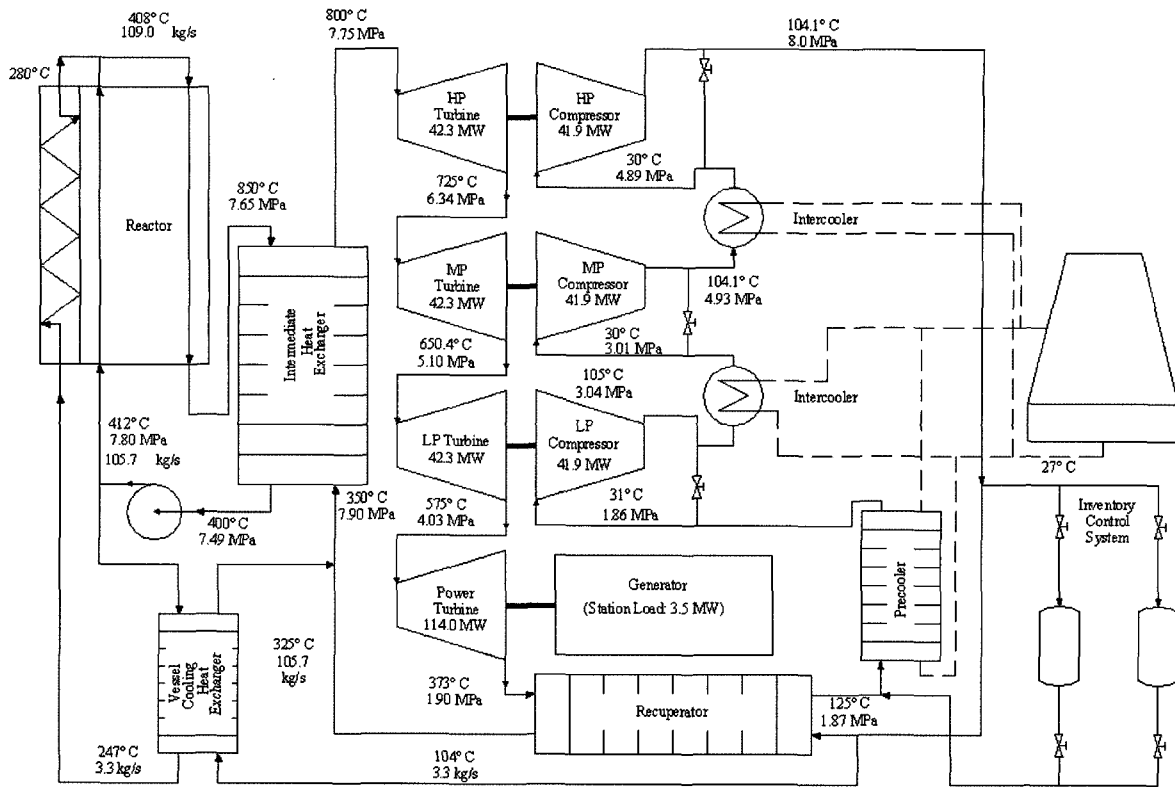 408° C
109.0 kg/s
280° C
800° C
7.75 MPa
104.1° C
8.0 MPa
HP
Turbine
42.3 MW
HP
Compressor
41.9 MW
30° C
4.89 MPa
725° C
6.34 MPa
850° C
7.65 MPa
Reactor
Intercooler
Intermediate
Heat
Exchanger
MP
Turbine
42.3 MW
MP
Compressor
41.9 MW
104.1° C
4.93 MPa
650.4° C
5.10 MPa
30° C
3.01 MPa
105° C
3.04 MPa
Intercooler
LP Turbine
42.3 MW
LP
Compressor
41.9 MW
412° C
7.80 MPa
105.7 kg/s
27° C
350° C
7.90 MPa
575° C
4.03 MPa
31° C
1.86 MPa
400° C
7.49 MPa
Inventory
Control
System
Power
Turbine
114.0 MW
Generator
(Station Load: 3.5 MW)
Precooler
Vessel
Cooling
Heat
Exchanger
325° C
105.7
kg/s
373° C
1.90 MPa
Recuperator
125° C
1.87 MPa
247° C
3.3 kg/s
104° C
3.3 kg/s